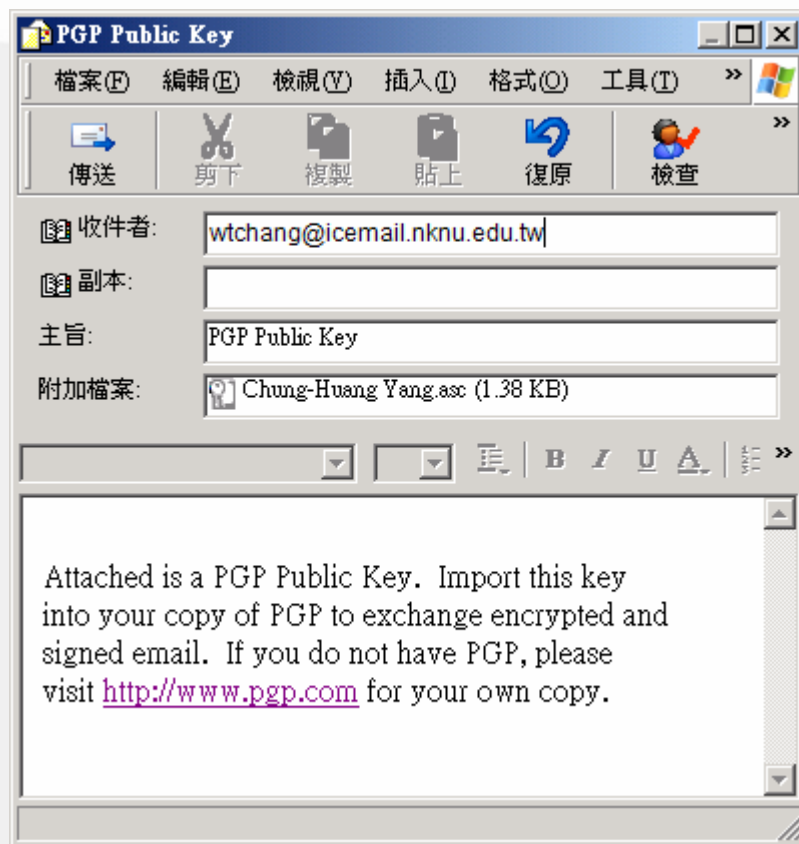 PGP Public Key
檔案(F) 編輯(E) 檢視(V) 插入(I) 格式(O) 工具(T) »
傳送 剪下 複製 貼上 復原 檢查 »
收件者: wtchang@icemail.nknu.edu.tw
副本:
主旨: PGP Public Key
附加檔案: Chung-Huang Yang.asc (1.38 KB)
B I U A »
Attached is a PGP Public Key. Import this key
into your copy of PGP to exchange encrypted and
signed email. If you do not have PGP, please
visit http://www.pgp.com for your own copy.